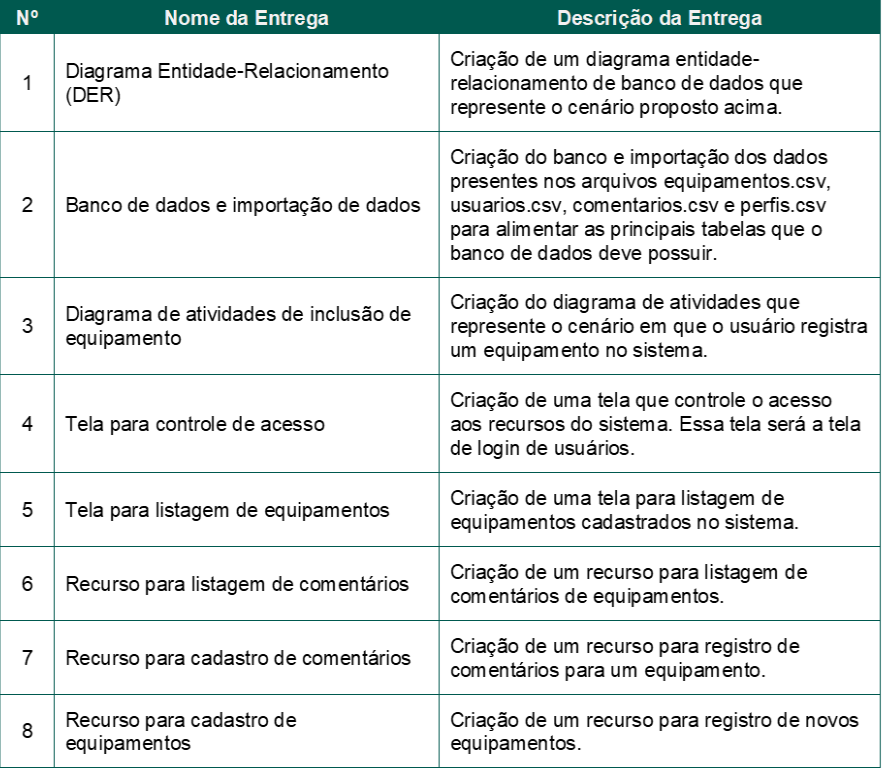 Nº Nome da Entrega Descrição da Entrega
1 Diagrama Entidade-Relacionamento
(DER)
Criação de um diagrama entidade-
relacionamento de banco de dados que
represente o cenário proposto acima.
2 Banco de dados e importação de dados
Criação do banco e importação dos dados
presentes nos arquivos equipamentos.csv,
usuarios.csv, comentarios.csv e perfis.csv
para alimentar as principais tabelas que o
banco de dados deve possuir.
3 Diagrama de atividades de inclusão de
equipamento
Criação do diagrama de atividades que
represente o cenário em que o usuário registra
um equipamento no sistema.
4 Tela para controle de acesso
Criação de uma tela que controle o acesso
aos recursos do sistema. Essa tela será a tela
de login de usuários.
5 Tela para listagem de equipamentos
Criação de uma tela para listagem de
equipamentos cadastrados no sistema.
6 Recurso para listagem de comentários
Criação de um recurso para listagem de
comentários de equipamentos.
7 Recurso para cadastro de comentários
Criação de um recurso para registro de
comentários para um equipamento.
8 Recurso para cadastro de
equipamentos
Criação de um recurso para registro de novos
equipamentos.